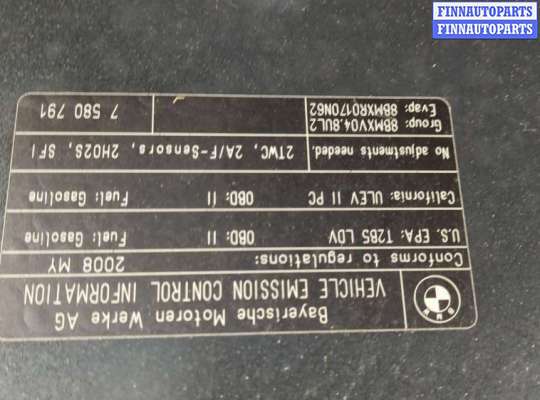 FINNAUTOPARTS
FINNAUTOPARTS
FINNAUTOPARTS
BMW
Bayerische Motoren Werke AG
VEHICLE EMISSION CONTROL INFORMATION
Conforms to regulations: 2008 MY
U.S. EPA: T2B5 LDV OBD: II Fuel: Gasoline
California: ULEV II PC OBD: II Fuel: Gasoline
No adjustments needed. 2TWC, 2A/F-Sensors, 2HO2S, SFI
Group: 8BMXV04.8UL2
Evap: 8BMXR0170N62 7 580 791